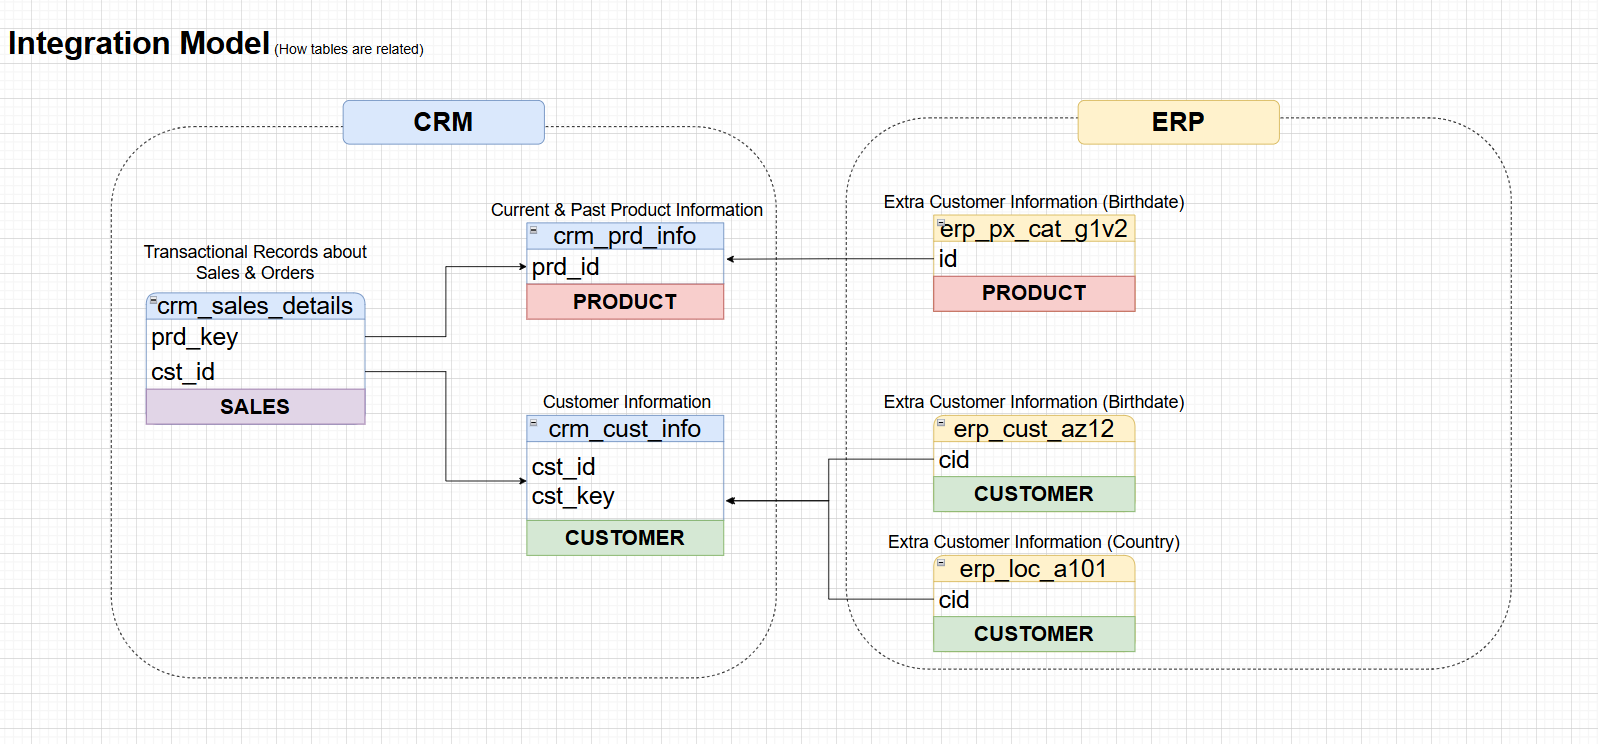 Integration Model (How tables are related)
CRM
Transactional Records about
Sales & Orders
crm_sales_details
prd_key
cst_id
SALES
Current & Past Product Information
crm_prd_info
prd_id
PRODUCT
Customer Information
crm_cust_info
cst_id
cst_key
CUSTOMER
ERP
Extra Customer Information (Birthdate)
erp_px_cat_g1v2
id
PRODUCT
Extra Customer Information (Birthdate)
erp_cust_az12
cid
CUSTOMER
Extra Customer Information (Country)
erp_loc_a101
cid
CUSTOMER